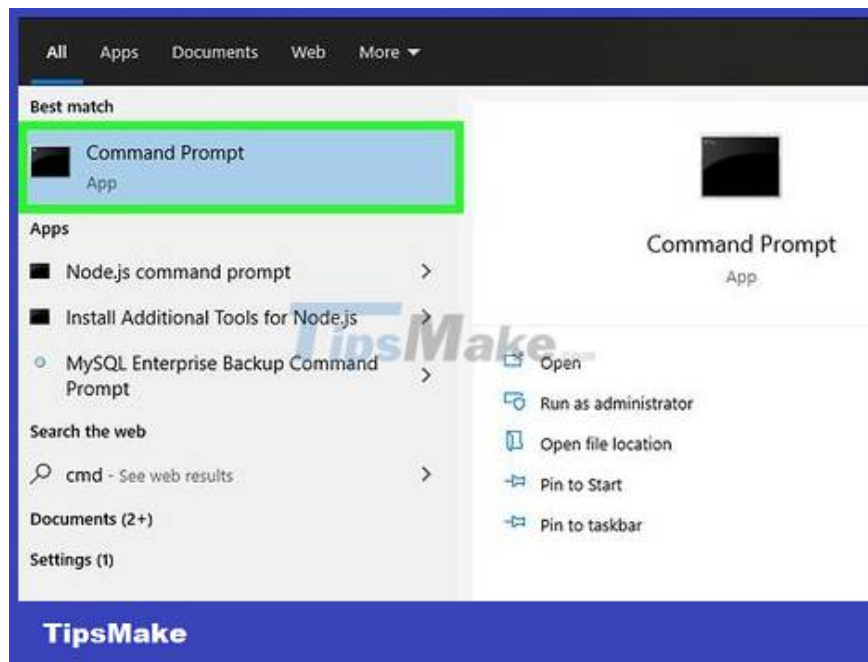 All Apps Documents Web More
Best match
Command Prompt
App
Apps
Node.js command prompt
Install Additional Tools for Node.js
MySQL Enterprise Backup Command
Prompt
Search the web
cmd - See web results
Documents (2+)
Settings (1)
Command Prompt
App
Open
Run as administrator
Open file location
Pin to Start
Pin to taskbar
TipsMake
TipsMake